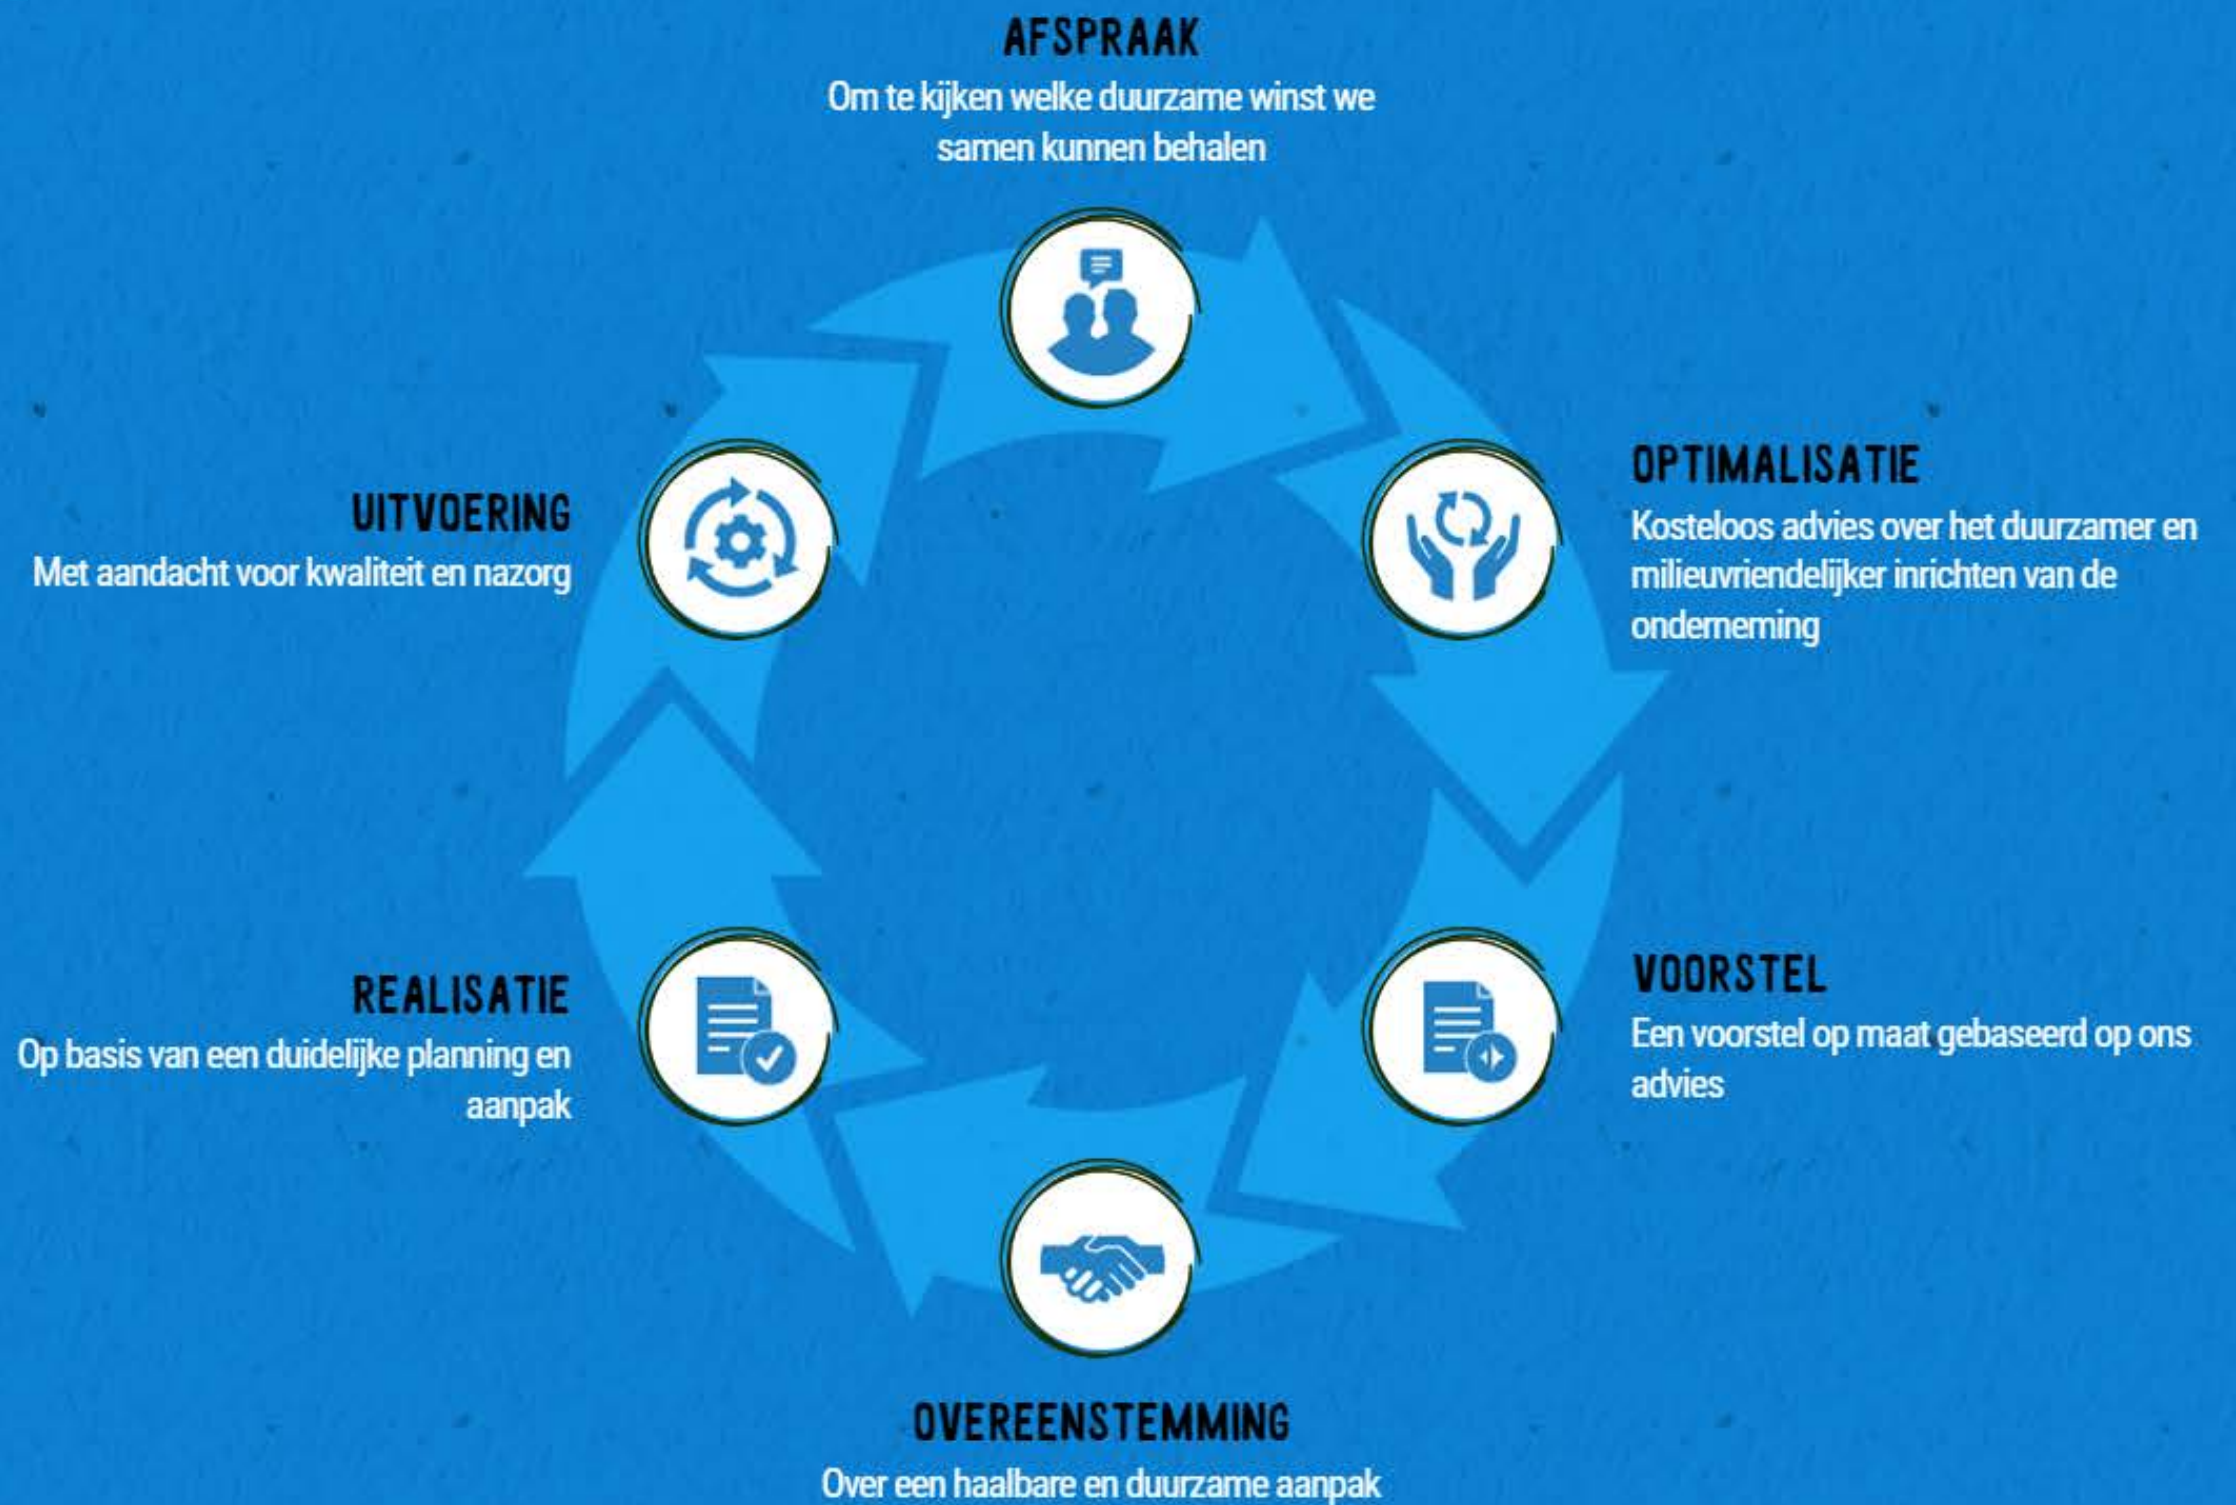 AFSPRAAK
Om te kijken welke duurzame winst we
samen kunnen behalen
OPTIMALISATIE
Kosteloos advies over het duurzamer en
milieuvriendelijker inrichten van de
onderneming
VOORSTEL
Een voorstel op maat gebaseerd op ons
advies
OVEREENSTEMMING
Over een haalbare en duurzame aanpak
REALISATIE
Op basis van een duidelijke planning en
aanpak
UITVOERING
Met aandacht voor kwaliteit en nazorg